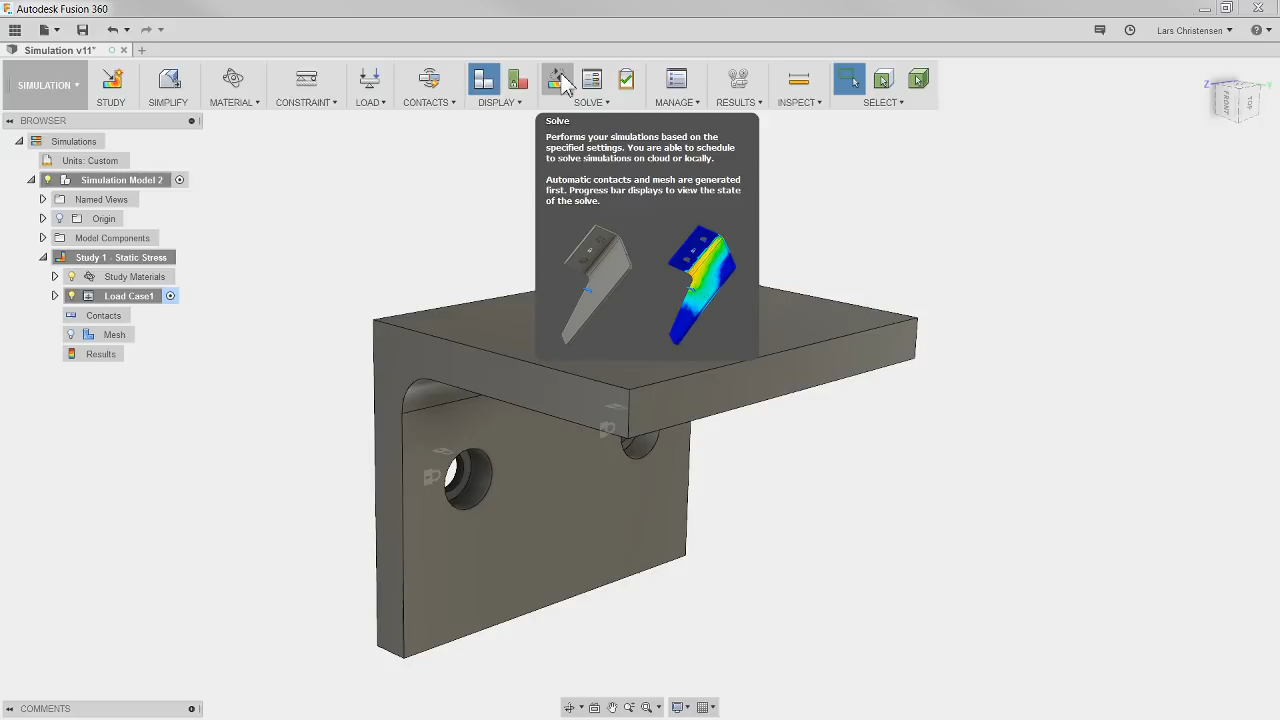 Autodesk Fusion 360
Lars Christensen
Simulation v11*
SIMULATION
STUDY
SIMPLIFY
MATERIAL
CONSTRAINT
LOAD
CONTACTS
DISPLAY
SOLVE
MANAGE
RESULTS
INSPECT
SELECT
BROWSER
Simulations
Units: Custom
Simulation Model 2
Named Views
Origin
Model Components
Study 1 - Static Stress
Study Materials
Load Case1
Contacts
Mesh
Results
Solve
Performs your simulations based on the
specified settings. You are able to schedule
to solve simulations on cloud or locally.
Automatic contacts and mesh are generated
first. Progress bar displays to view the state
of the solve.
Z
Y
FRONT
TOP
COMMENTS